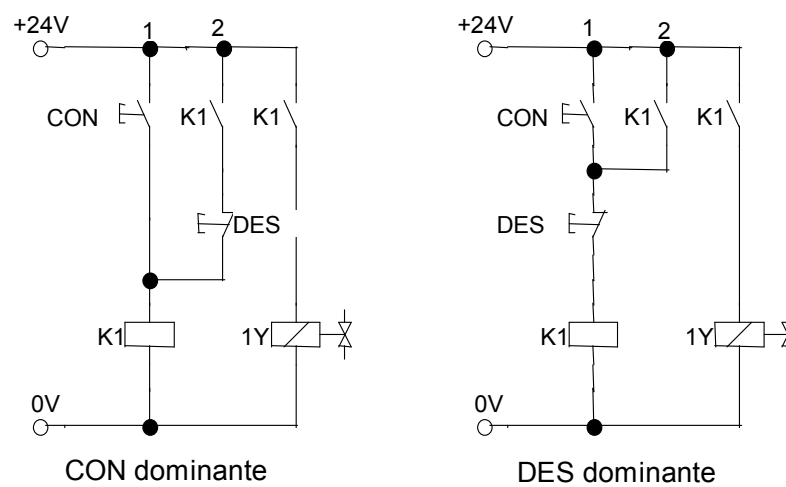 +24V 1 2
CON K1 K1
DES
K1 1Y
0V
CON dominante
+24V 1 2
CON K1 K1
DES
K1 1Y
0V
DES dominante